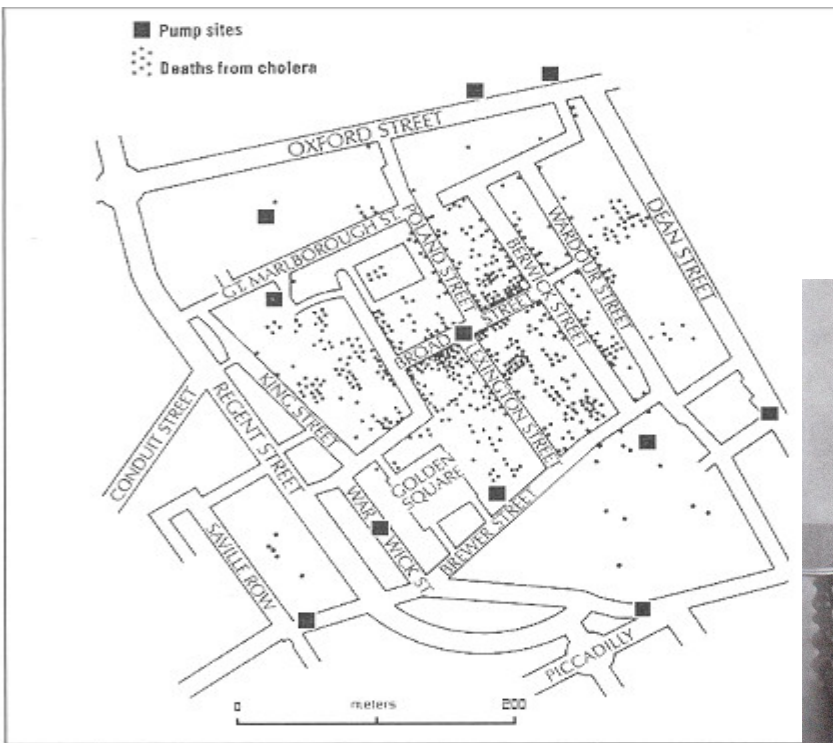 Pump sites
Deaths from cholera
OXFORD STREET
GT. MARLBOROUGH ST.
POLAND STREET
BERWICK STREET
WARDOUR STREET
DEAN STREET
BROAD STREET
LEXINGTON STREET
KING STREET
REGENT STREET
CONDUIT STREET
SAVILLE ROW
WARWICK ST.
GOLDEN
SQUARE
BREWER STREET
PICCADILLY
0 meters 200